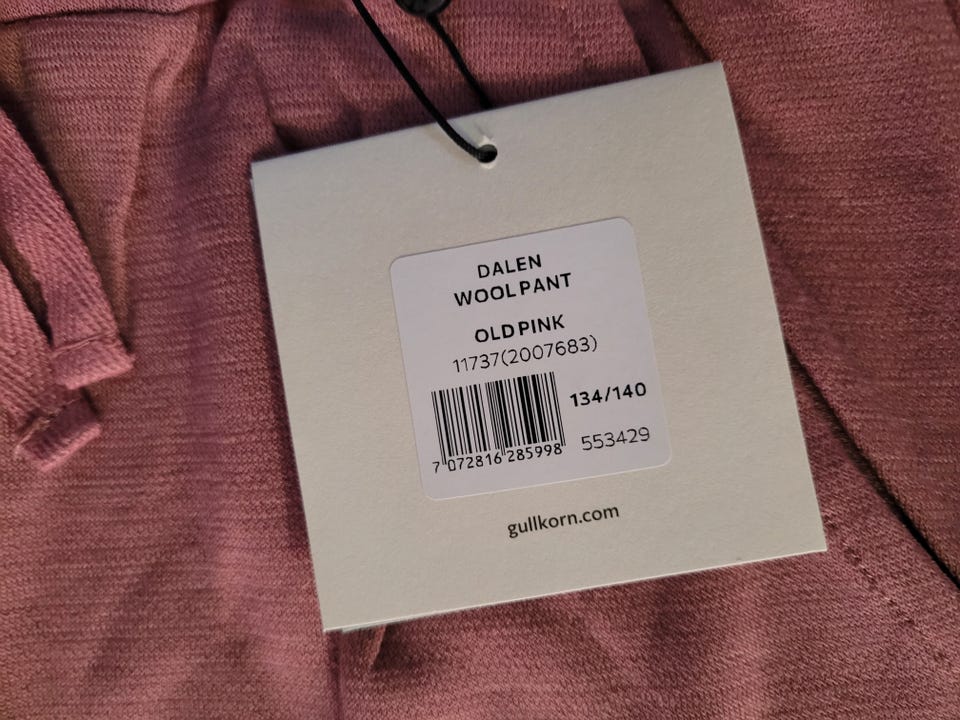 DALEN
WOOL PANT
OLD PINK
11737(2007683)
134/140
7 072816 285998
553429
gullkorn.com